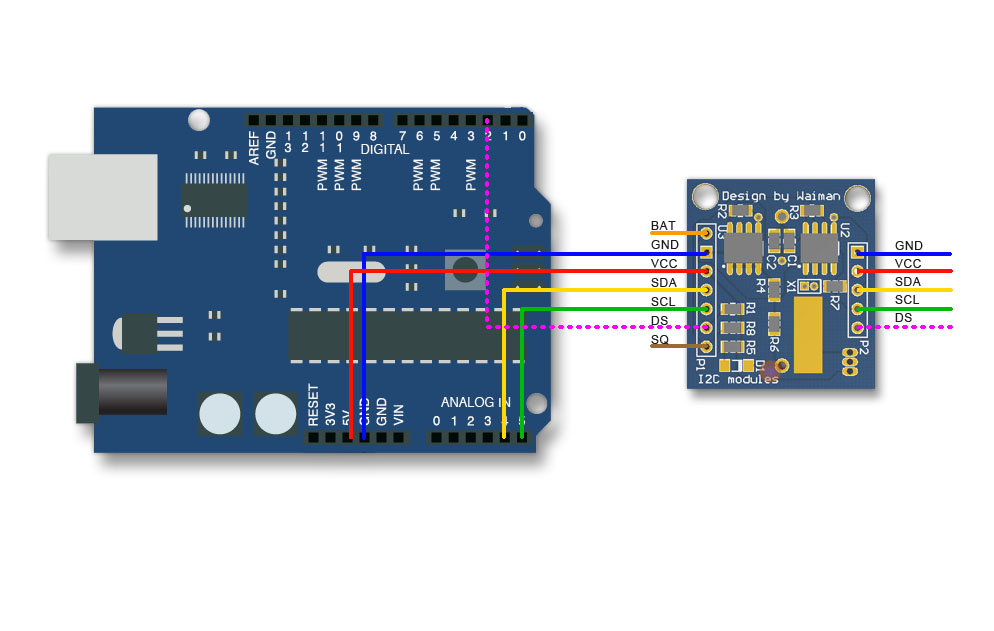 AREF
GND
13
12
11
01
9
8
7
6
5
4
3
2
1
0
DIGITAL
PWM
PWM
PWM
PWM
PWM
PWM
RESET
3V3
5V
GND
GND
VIN
ANALOG IN
0
1
2
3
4
5
BAT
GND
VCC
SDA
SCL
DS
SQ
Design by Waiman
R2
R3
U3
U2
C2
C1
R4
X1
R7
R1
R8
R5
R6
D1
P1
P2
I2C modules
GND
VCC
SDA
SCL
DS